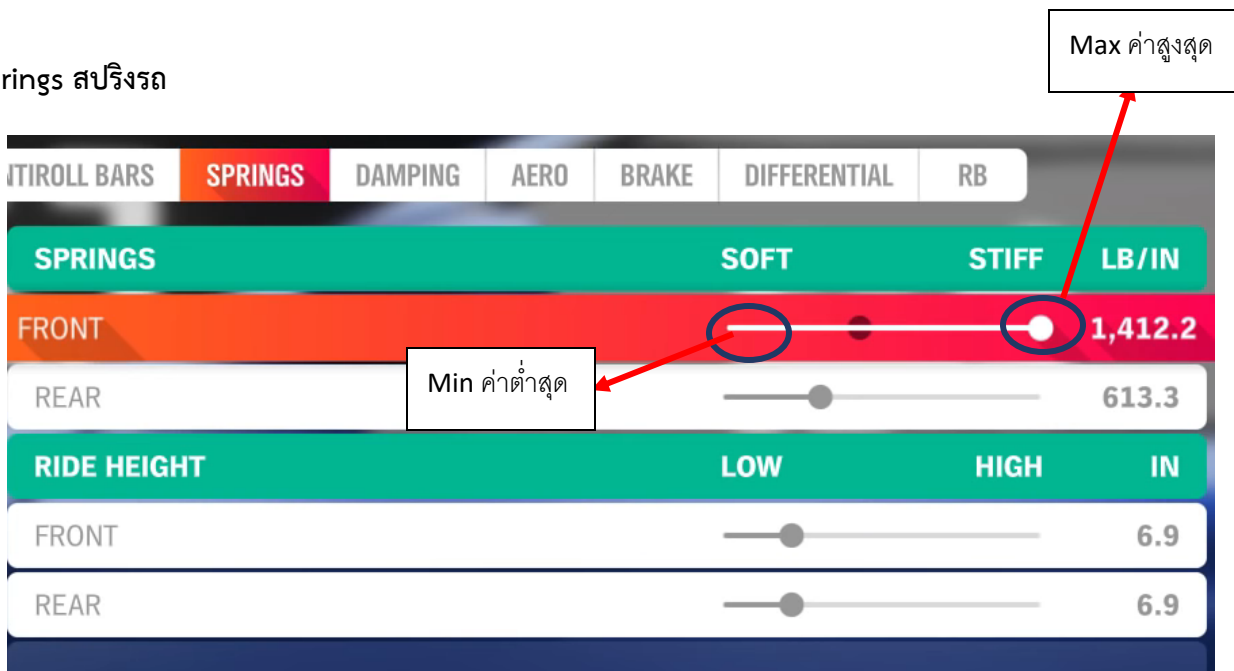 Max ค่าสูงสุด
rings สปริงรถ
NTIROLL BARS SPRINGS DAMPING AERO BRAKE DIFFERENTIAL RB
SPRINGS SOFT STIFF LB/IN
FRONT 1,412.2
Min ค่าต่ำสุด
REAR 613.3
RIDE HEIGHT LOW HIGH IN
FRONT 6.9
REAR 6.9